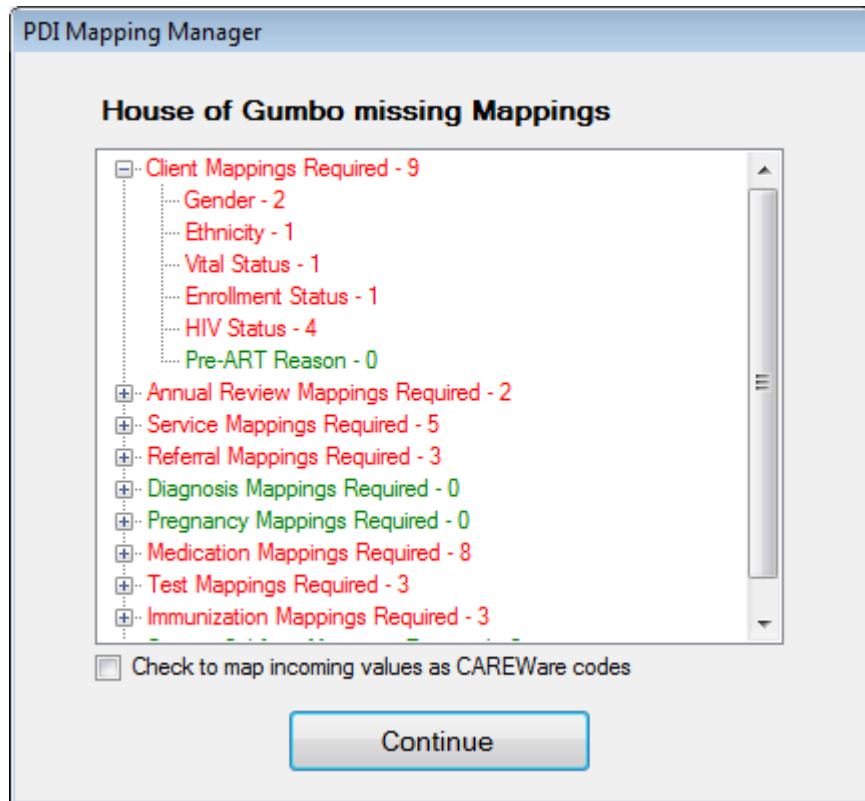 PDI Mapping Manager
House of Gumbo missing Mappings
Client Mappings Required - 9
Gender - 2
Ethnicity - 1
Vital Status - 1
Enrollment Status - 1
HIV Status - 4
Pre-ART Reason - 0
Annual Review Mappings Required - 2
Service Mappings Required - 5
Referral Mappings Required - 3
Diagnosis Mappings Required - 0
Pregnancy Mappings Required - 0
Medication Mappings Required - 8
Test Mappings Required - 3
Immunization Mappings Required - 3
Check to map incoming values as CAREWare codes
Continue